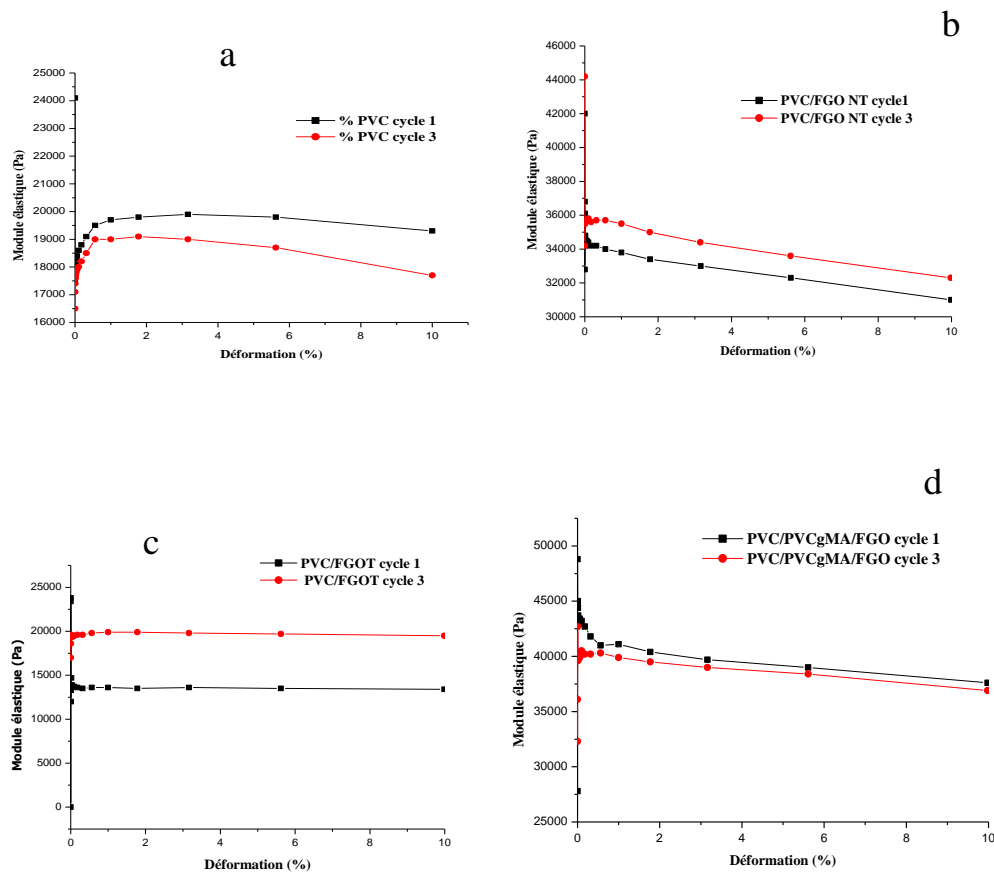 a
25000
24000
23000
22000
21000
20000
19000
18000
17000
16000
Module élastique (Pa)
% PVC cycle 1
% PVC cycle 3
0 2 4 6 8 10
Déformation (%)
b
46000
44000
42000
40000
38000
36000
34000
32000
30000
Module élastique (Pa)
PVC/FGO NT cycle1
PVC/FGO NT cycle 3
0 2 4 6 8 10
Déformation (%)
c
25000
20000
15000
10000
5000
0
Module élastique (Pa)
PVC/FGOT cycle 1
PVC/FGOT cycle 3
0 2 4 6 8 10
Déformation (%)
d
50000
45000
40000
35000
30000
25000
Module élastique (Pa)
PVC/PVCgMA/FGO cycle 1
PVC/PVCgMA/FGO cycle 3
0 2 4 6 8 10
Déformation (%)